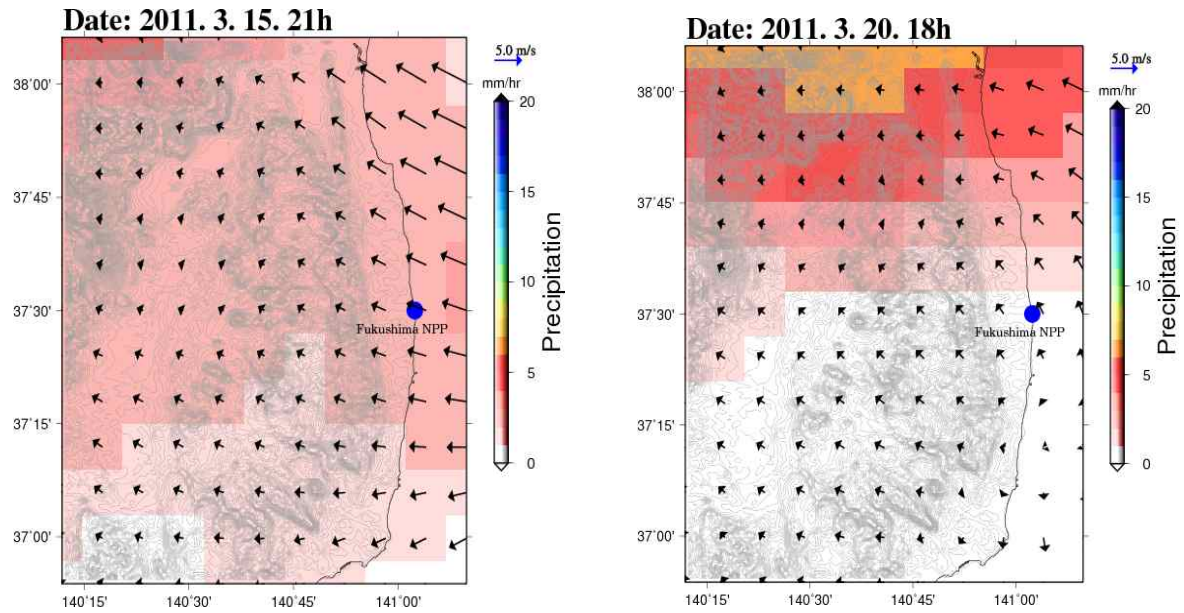 Date: 2011. 3. 15. 21h
5.0 m/s
mm/hr
38°00'
37°45'
37°30'
37°15'
37°00'
140°15'
140°30'
140°45'
141°00'
Fukushima NPP
20
15
10
5
0
Precipitation
Date: 2011. 3. 20. 18h
5.0 m/s
mm/hr
38°00'
37°45'
37°30'
37°15'
37°00'
140°15'
140°30'
140°45'
141°00'
Fukushima NPP
20
15
10
5
0
Precipitation